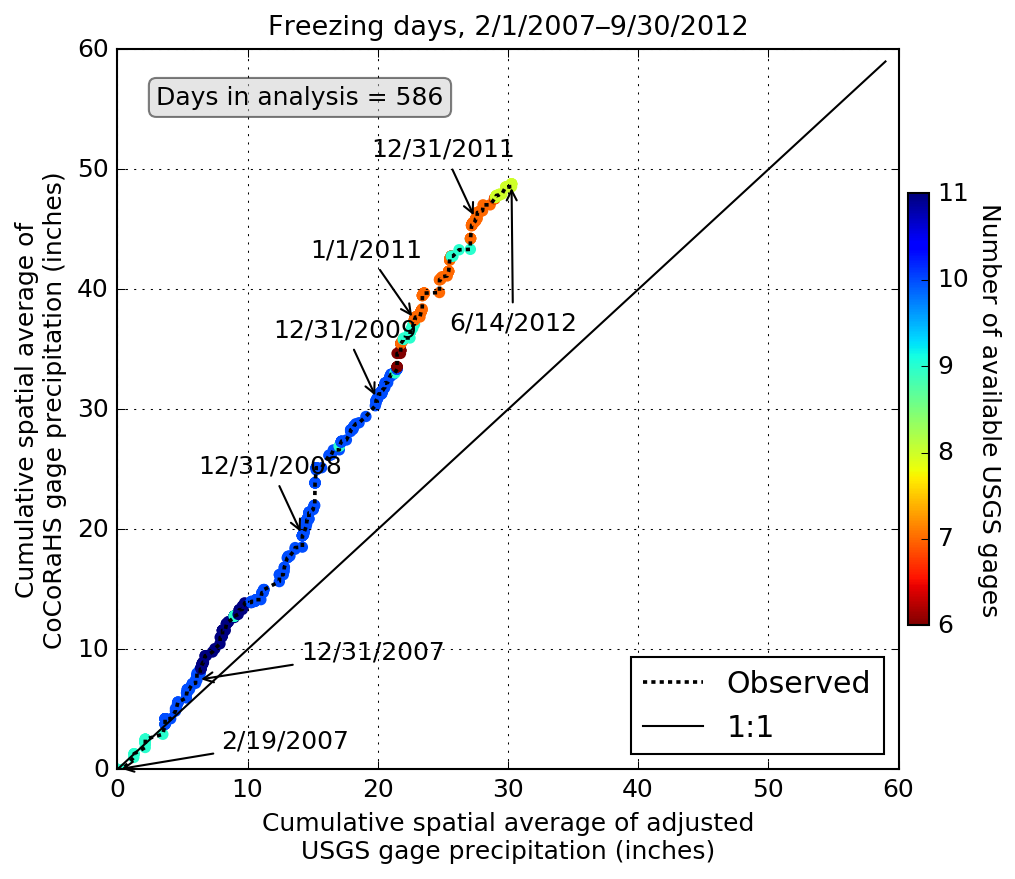 Freezing days, 2/1/2007–9/30/2012
Days in analysis = 586
12/31/2011
1/1/2011
12/31/2009
6/14/2012
12/31/2008
12/31/2007
2/19/2007
60
50
40
30
20
10
0
0 10 20 30 40 50 60
Cumulative spatial average of
CoCoRaHS gage precipitation (inches)
Cumulative spatial average of adjusted
USGS gage precipitation (inches)
Observed
1:1
11
10
9
8
7
6
Number of available USGS gages